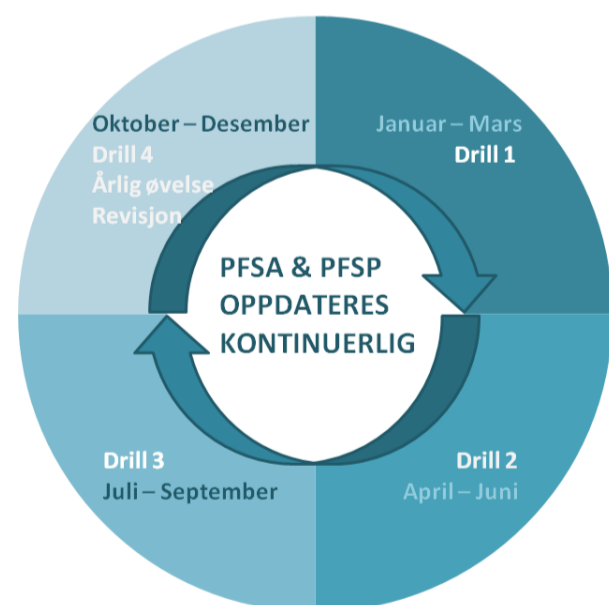 Oktober – Desember
Drill 4
Årlig øvelse
Revisjon
Januar – Mars
Drill 1
PFSA & PFSP
OPPDATERES
KONTINUERLIG
Drill 3
Juli – September
Drill 2
April – Juni